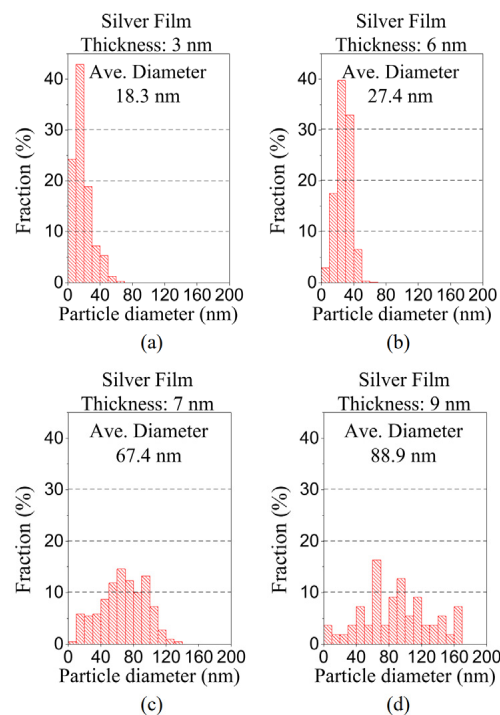 Silver Film
Thickness: 3 nm
Ave. Diameter
18.3 nm
Fraction (%)
40
30
20
10
0
0 40 80 120 160 200
Particle diameter (nm)
(a)
Silver Film
Thickness: 6 nm
Ave. Diameter
27.4 nm
Fraction (%)
40
30
20
10
0
0 40 80 120 160 200
Particle diameter (nm)
(b)
Silver Film
Thickness: 7 nm
Ave. Diameter
67.4 nm
Fraction (%)
40
30
20
10
0
0 40 80 120 160 200
Particle diameter (nm)
(c)
Silver Film
Thickness: 9 nm
Ave. Diameter
88.9 nm
Fraction (%)
40
30
20
10
0
0 40 80 120 160 200
Particle diameter (nm)
(d)